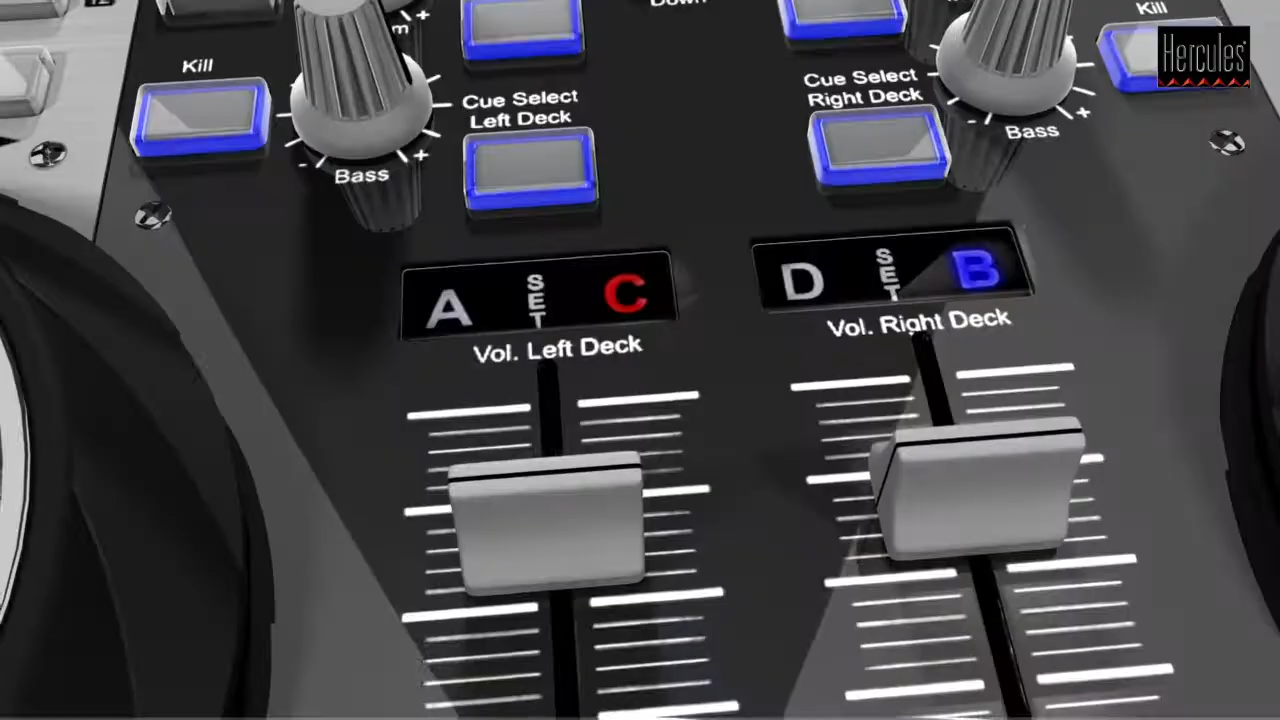 Down
Kill
Hercules
Kill
m
+
Cue Select
Left Deck
Cue Select
Right Deck
- Bass +
- Bass +
A SET C
D SET B
Vol. Left Deck
Vol. Right Deck